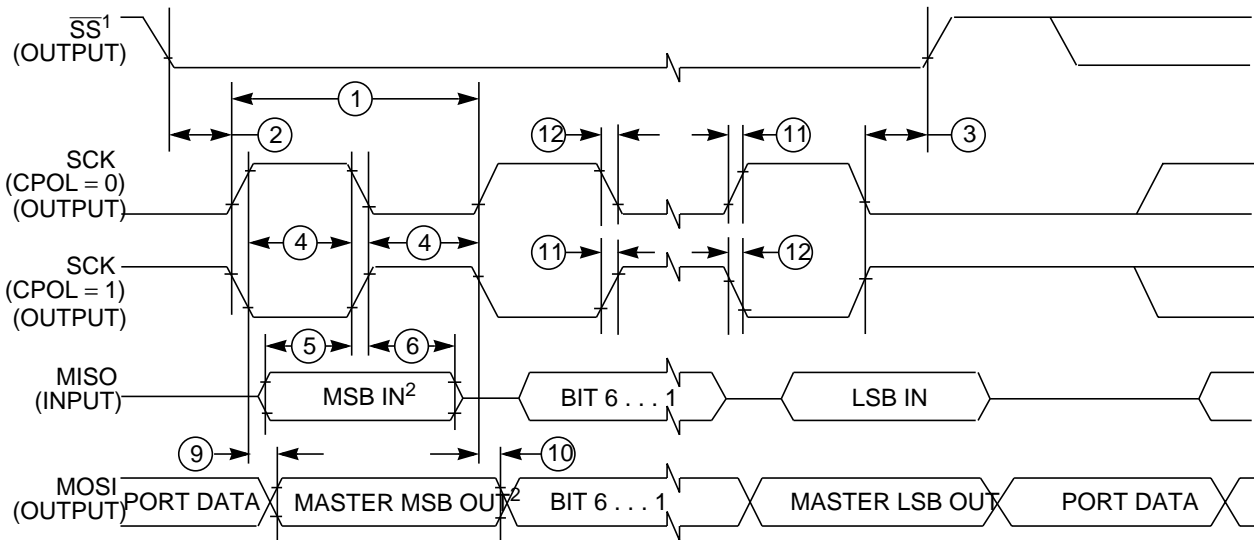 SS¹
(OUTPUT)
1
2
12
11
3
SCK
(CPOL = 0)
(OUTPUT)
4
4
11
12
SCK
(CPOL = 1)
(OUTPUT)
5
6
MISO
(INPUT)
MSB IN²
BIT 6 . . . 1
LSB IN
9
10
MOSI
(OUTPUT)
PORT DATA
MASTER MSB OUT²
BIT 6 . . . 1
MASTER LSB OUT
PORT DATA